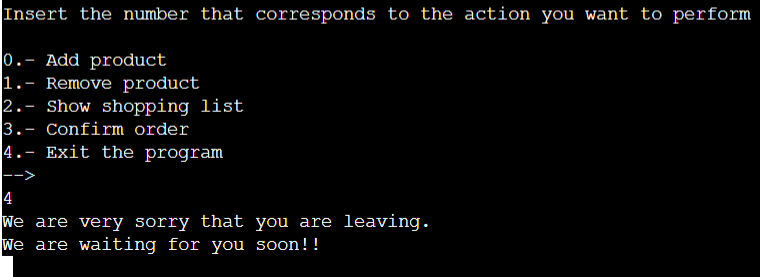 Insert the number that corresponds to the action you want to perform
0.- Add product
1.- Remove product
2.- Show shopping list
3.- Confirm order
4.- Exit the program
-->
4
We are very sorry that you are leaving.
We are waiting for you soon!!